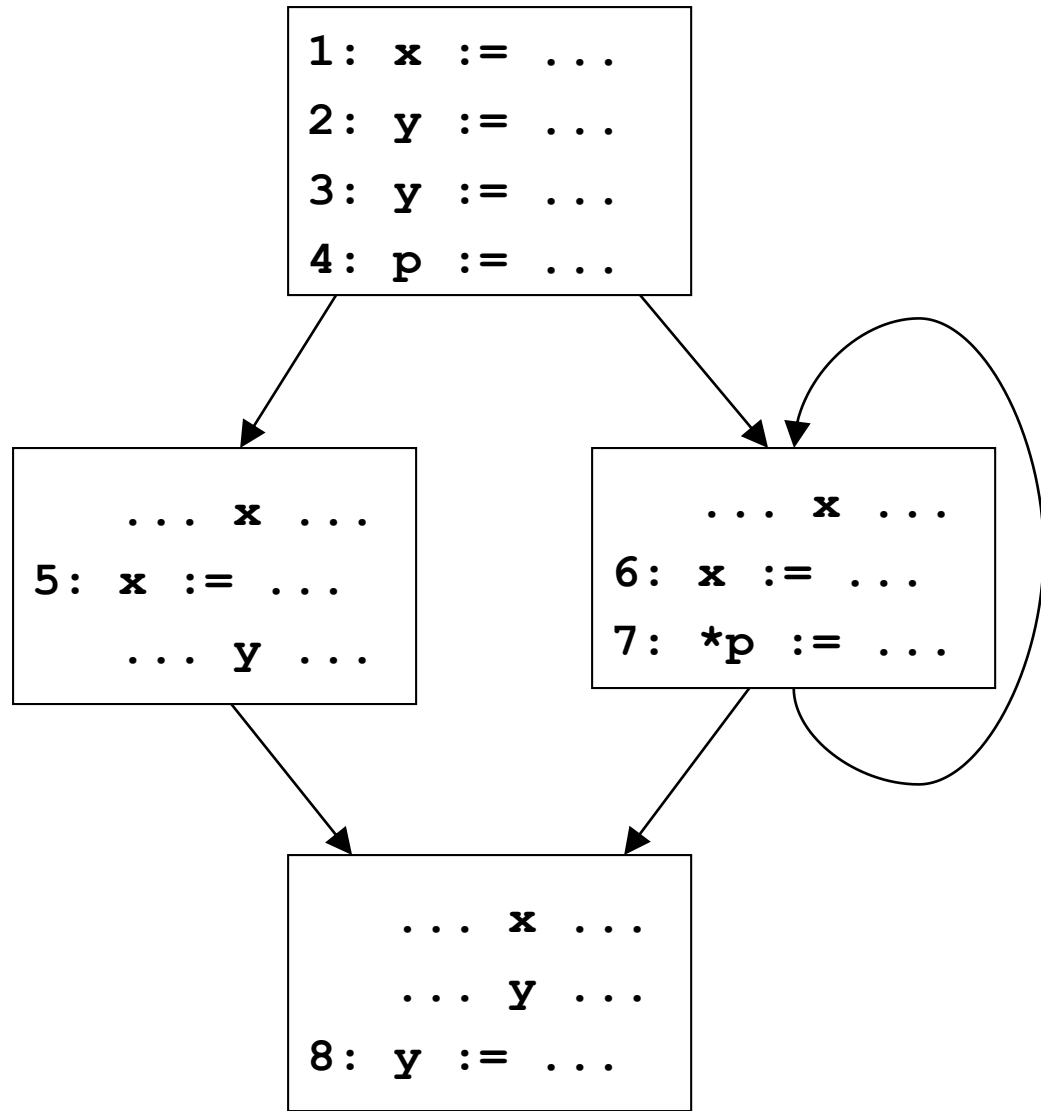 1: x := ...
2: y := ...
3: y := ...
4: p := ...
... x ...
5: x := ...
... y ...
... x ...
6: x := ...
7: *p := ...
... x ...
... y ...
8: y := ...